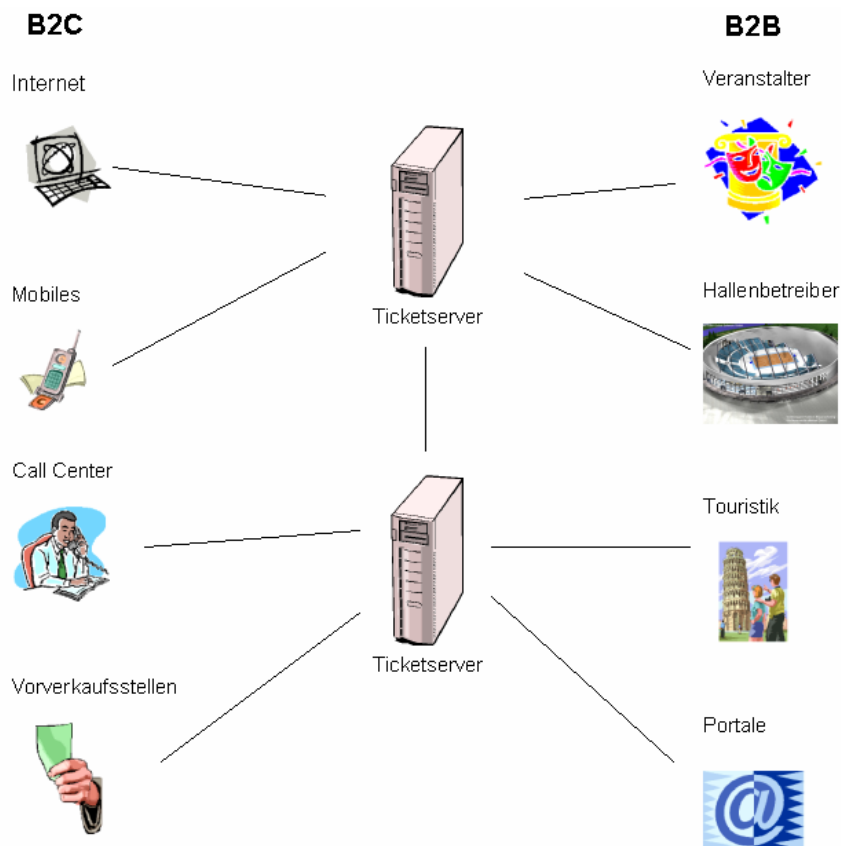 B2C
B2B
Internet
Veranstalter
Mobiles
Ticketserver
Hallenbetreiber
Call Center
Touristik
Ticketserver
Vorverkaufsstellen
Portale